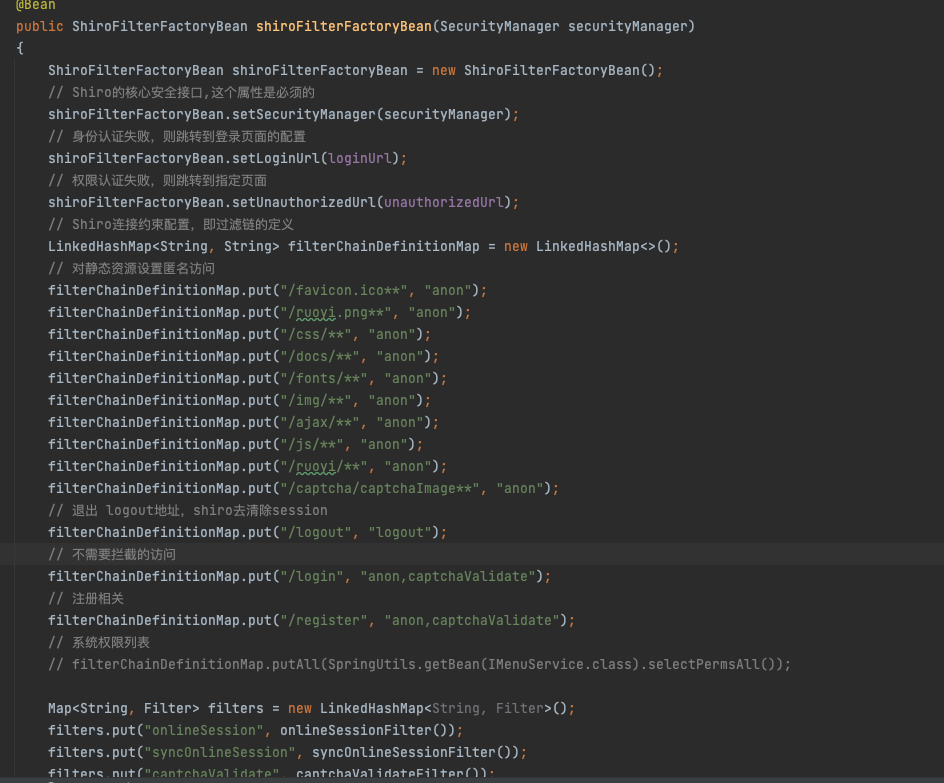 @Bean
public ShiroFilterFactoryBean shiroFilterFactoryBean(SecurityManager securityManager)
{
ShiroFilterFactoryBean shiroFilterFactoryBean = new ShiroFilterFactoryBean();
// Shiro的核心安全接口,这个属性是必须的
shiroFilterFactoryBean.setSecurityManager(securityManager);
// 身份认证失败，则跳转到登录页面的配置
shiroFilterFactoryBean.setLoginUrl(loginUrl);
// 权限认证失败，则跳转到指定页面
shiroFilterFactoryBean.setUnauthorizedUrl(unauthorizedUrl);
// Shiro连接约束配置，即过滤链的定义
LinkedHashMap<String, String> filterChainDefinitionMap = new LinkedHashMap<>();
// 对静态资源设置匿名访问
filterChainDefinitionMap.put("/favicon.ico**", "anon");
filterChainDefinitionMap.put("/ruoyi.png**", "anon");
filterChainDefinitionMap.put("/css/**", "anon");
filterChainDefinitionMap.put("/docs/**", "anon");
filterChainDefinitionMap.put("/fonts/**", "anon");
filterChainDefinitionMap.put("/img/**", "anon");
filterChainDefinitionMap.put("/ajax/**", "anon");
filterChainDefinitionMap.put("/js/**", "anon");
filterChainDefinitionMap.put("/ruoyi/**", "anon");
filterChainDefinitionMap.put("/captcha/captchaImage**", "anon");
// 退出 logout地址，shiro去清除session
filterChainDefinitionMap.put("/logout", "logout");
// 不需要拦截的访问
filterChainDefinitionMap.put("/login", "anon,captchaValidate");
// 注册相关
filterChainDefinitionMap.put("/register", "anon,captchaValidate");
// 系统权限列表
// filterChainDefinitionMap.putAll(SpringUtils.getBean(IMenuService.class).selectPermsAll());
Map<String, Filter> filters = new LinkedHashMap<String, Filter>();
filters.put("onlineSession", onlineSessionFilter());
filters.put("syncOnlineSession", syncOnlineSessionFilter());
filters.put("captchaValidate", captchaValidateFilter());